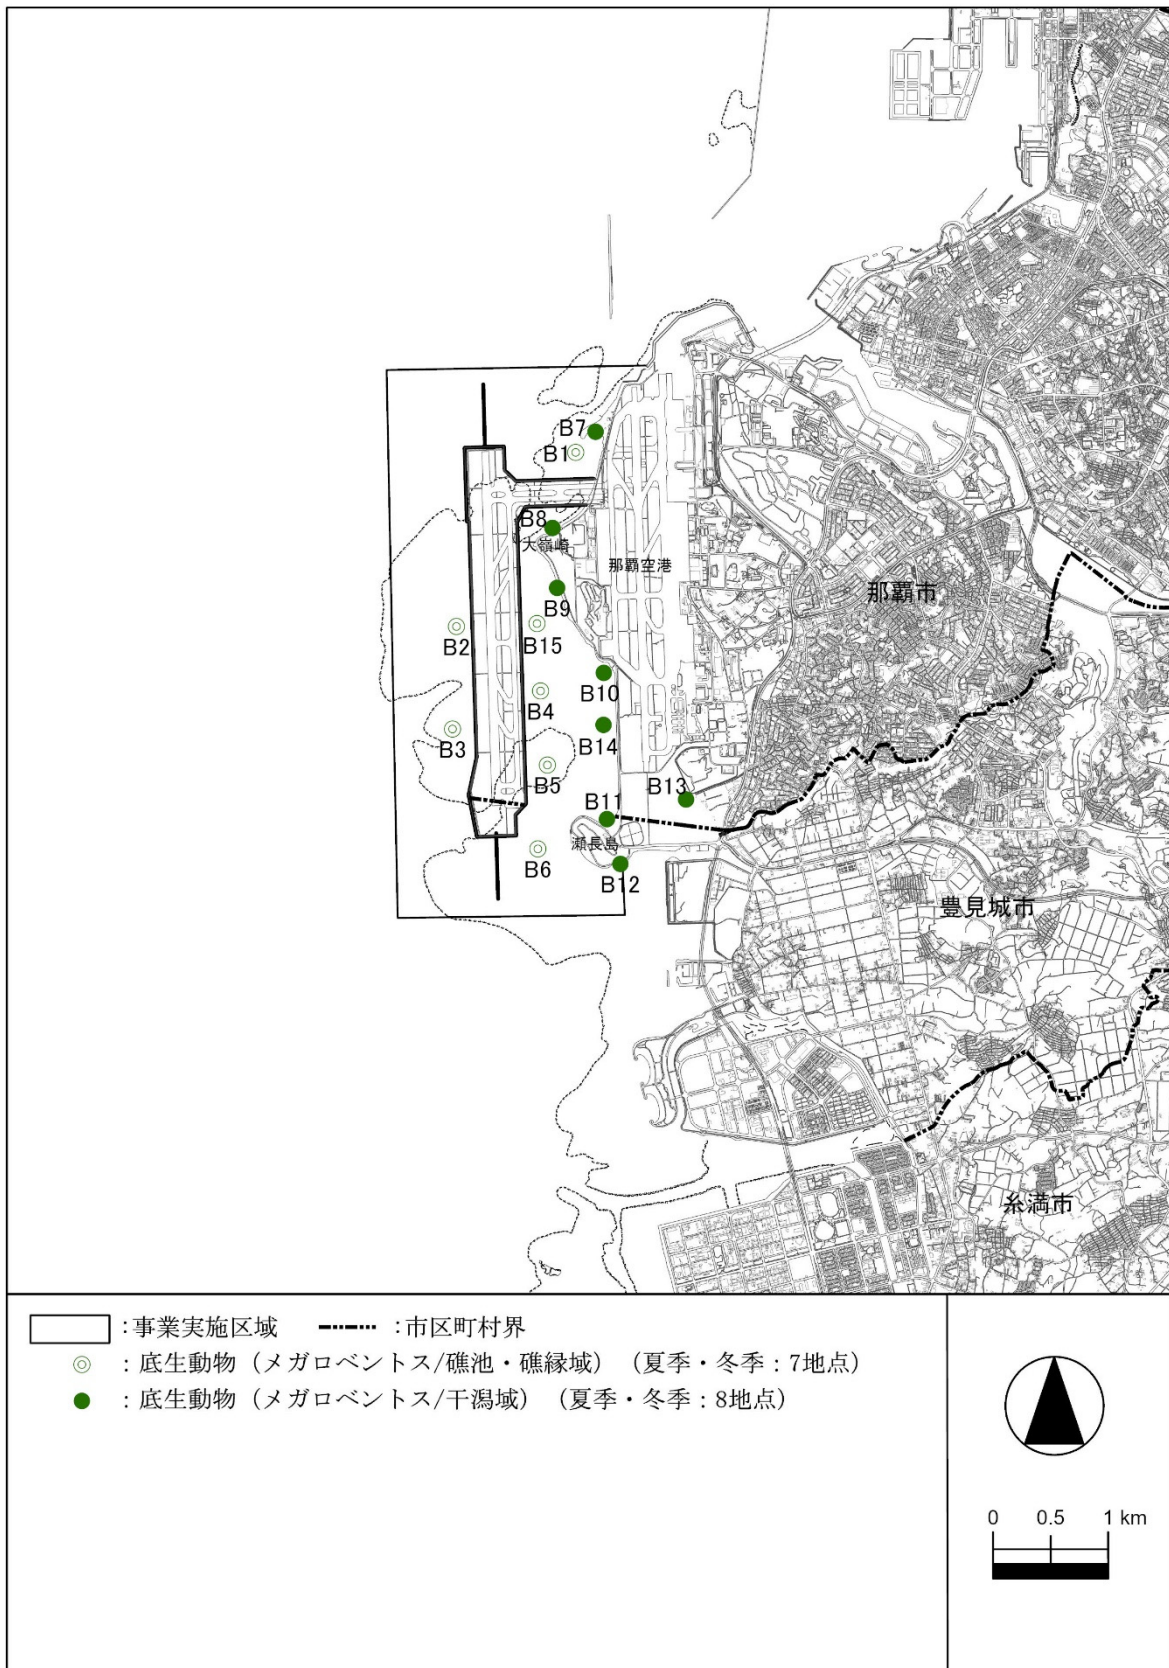 B7
B1
B8
大嶺崎
那覇空港
那覇市
B9
B2
B15
B10
B4
B14
B3
B5
B13
B11
瀬長島
B6
B12
豊見城市
糸満市
:事業実施区域
:市区町村界
:底生動物（メガロベントス/礁池・礁縁域）（夏季・冬季：7地点）
:底生動物（メガロベントス/干潟域）（夏季・冬季：8地点）
0 0.5 1 km